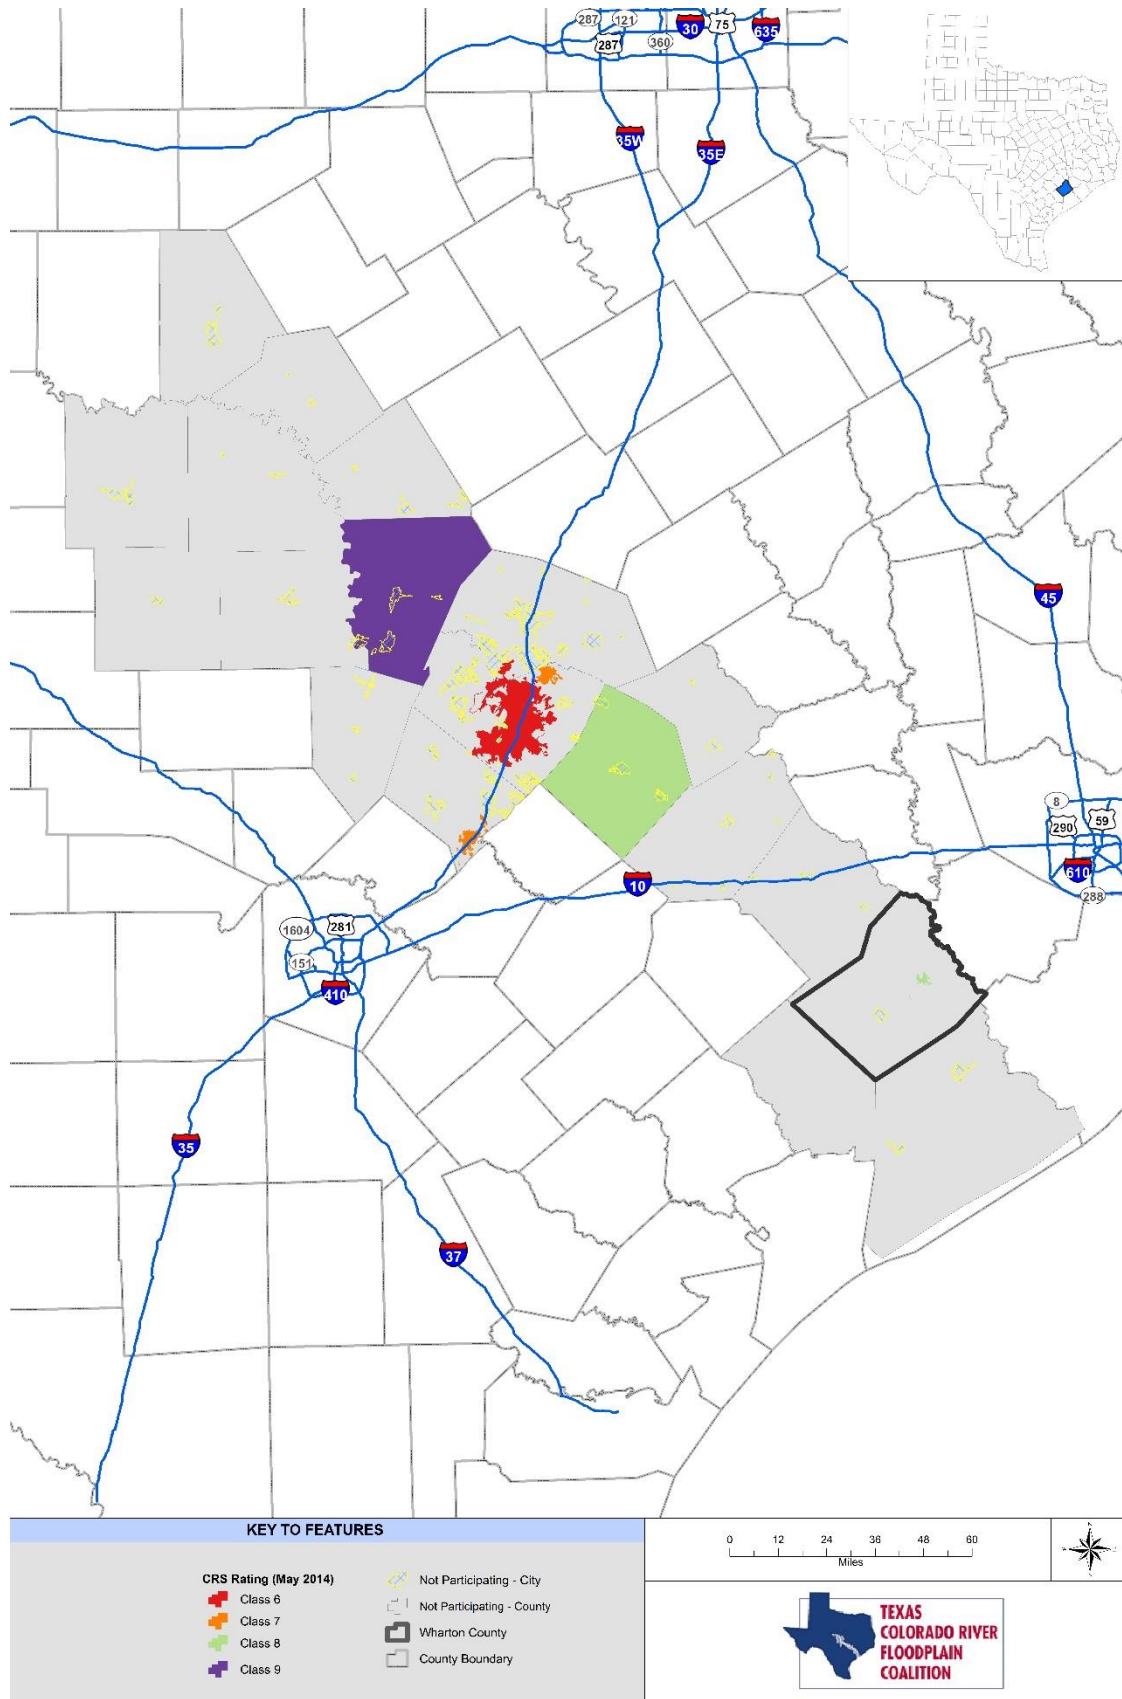 287
121
30
75
635
287
360
35W
35E
45
8
290
59
610
288
10
1604
281
151
410
35
37
KEY TO FEATURES
CRS Rating (May 2014)
Class 6
Class 7
Class 8
Class 9
Not Participating - City
Not Participating - County
Wharton County
County Boundary
0 12 24 36 48 60
Miles
TEXAS
COLORADO RIVER
FLOODPLAIN
COALITION